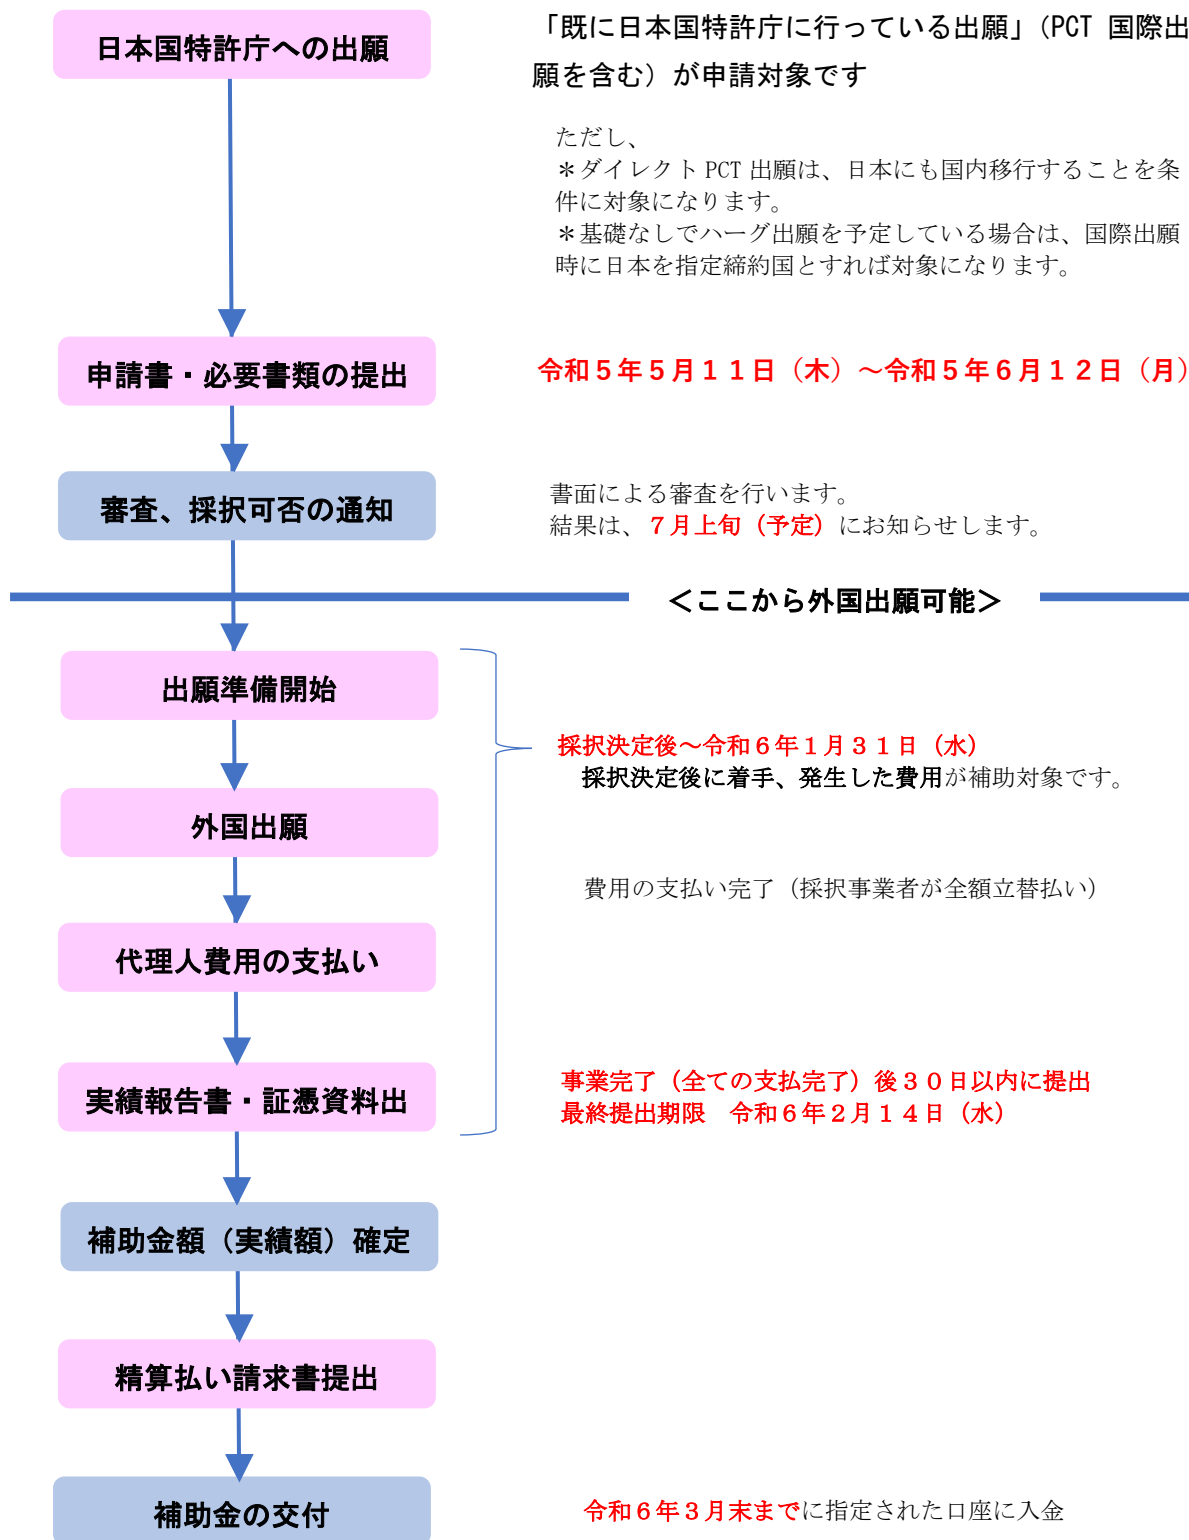 日本国特許庁への出願
「既に日本国特許庁に行っている出願」（PCT 国際出
願を含む）が申請対象です
ただし、
＊ダイレクト PCT 出願は、日本にも国内移行することを条
件に対象になります。
＊基礎なしでハーグ出願を予定している場合は、国際出願
時に日本を指定締約国とすれば対象になります。
申請書・必要書類の提出
令和５年５月１１日（木）～令和５年６月１２日（月）
審査、採択可否の通知
書面による審査を行います。
結果は、７月上旬（予定）にお知らせします。
＜ここから外国出願可能＞
出願準備開始
採択決定後～令和６年１月３１日（水）
採択決定後に着手、発生した費用が補助対象です。
外国出願
費用の支払い完了（採択事業者が全額立替払い）
代理人費用の支払い
実績報告書・証憑資料出
事業完了（全ての支払完了）後３０日以内に提出
最終提出期限　令和６年２月１４日（水）
補助金額（実績額）確定
精算払い請求書提出
補助金の交付
令和６年３月末までに指定された口座に入金